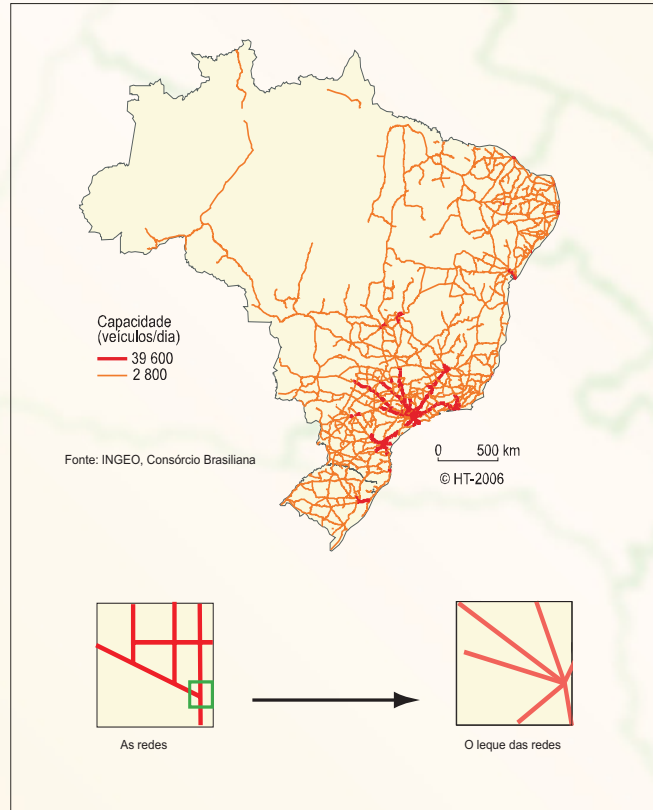 Capacidade
(veículos/dia)
39 600
2 800
Fonte: INGEO, Consórcio Brasiliana
0 500 km
© HT-2006
As redes
O leque das redes